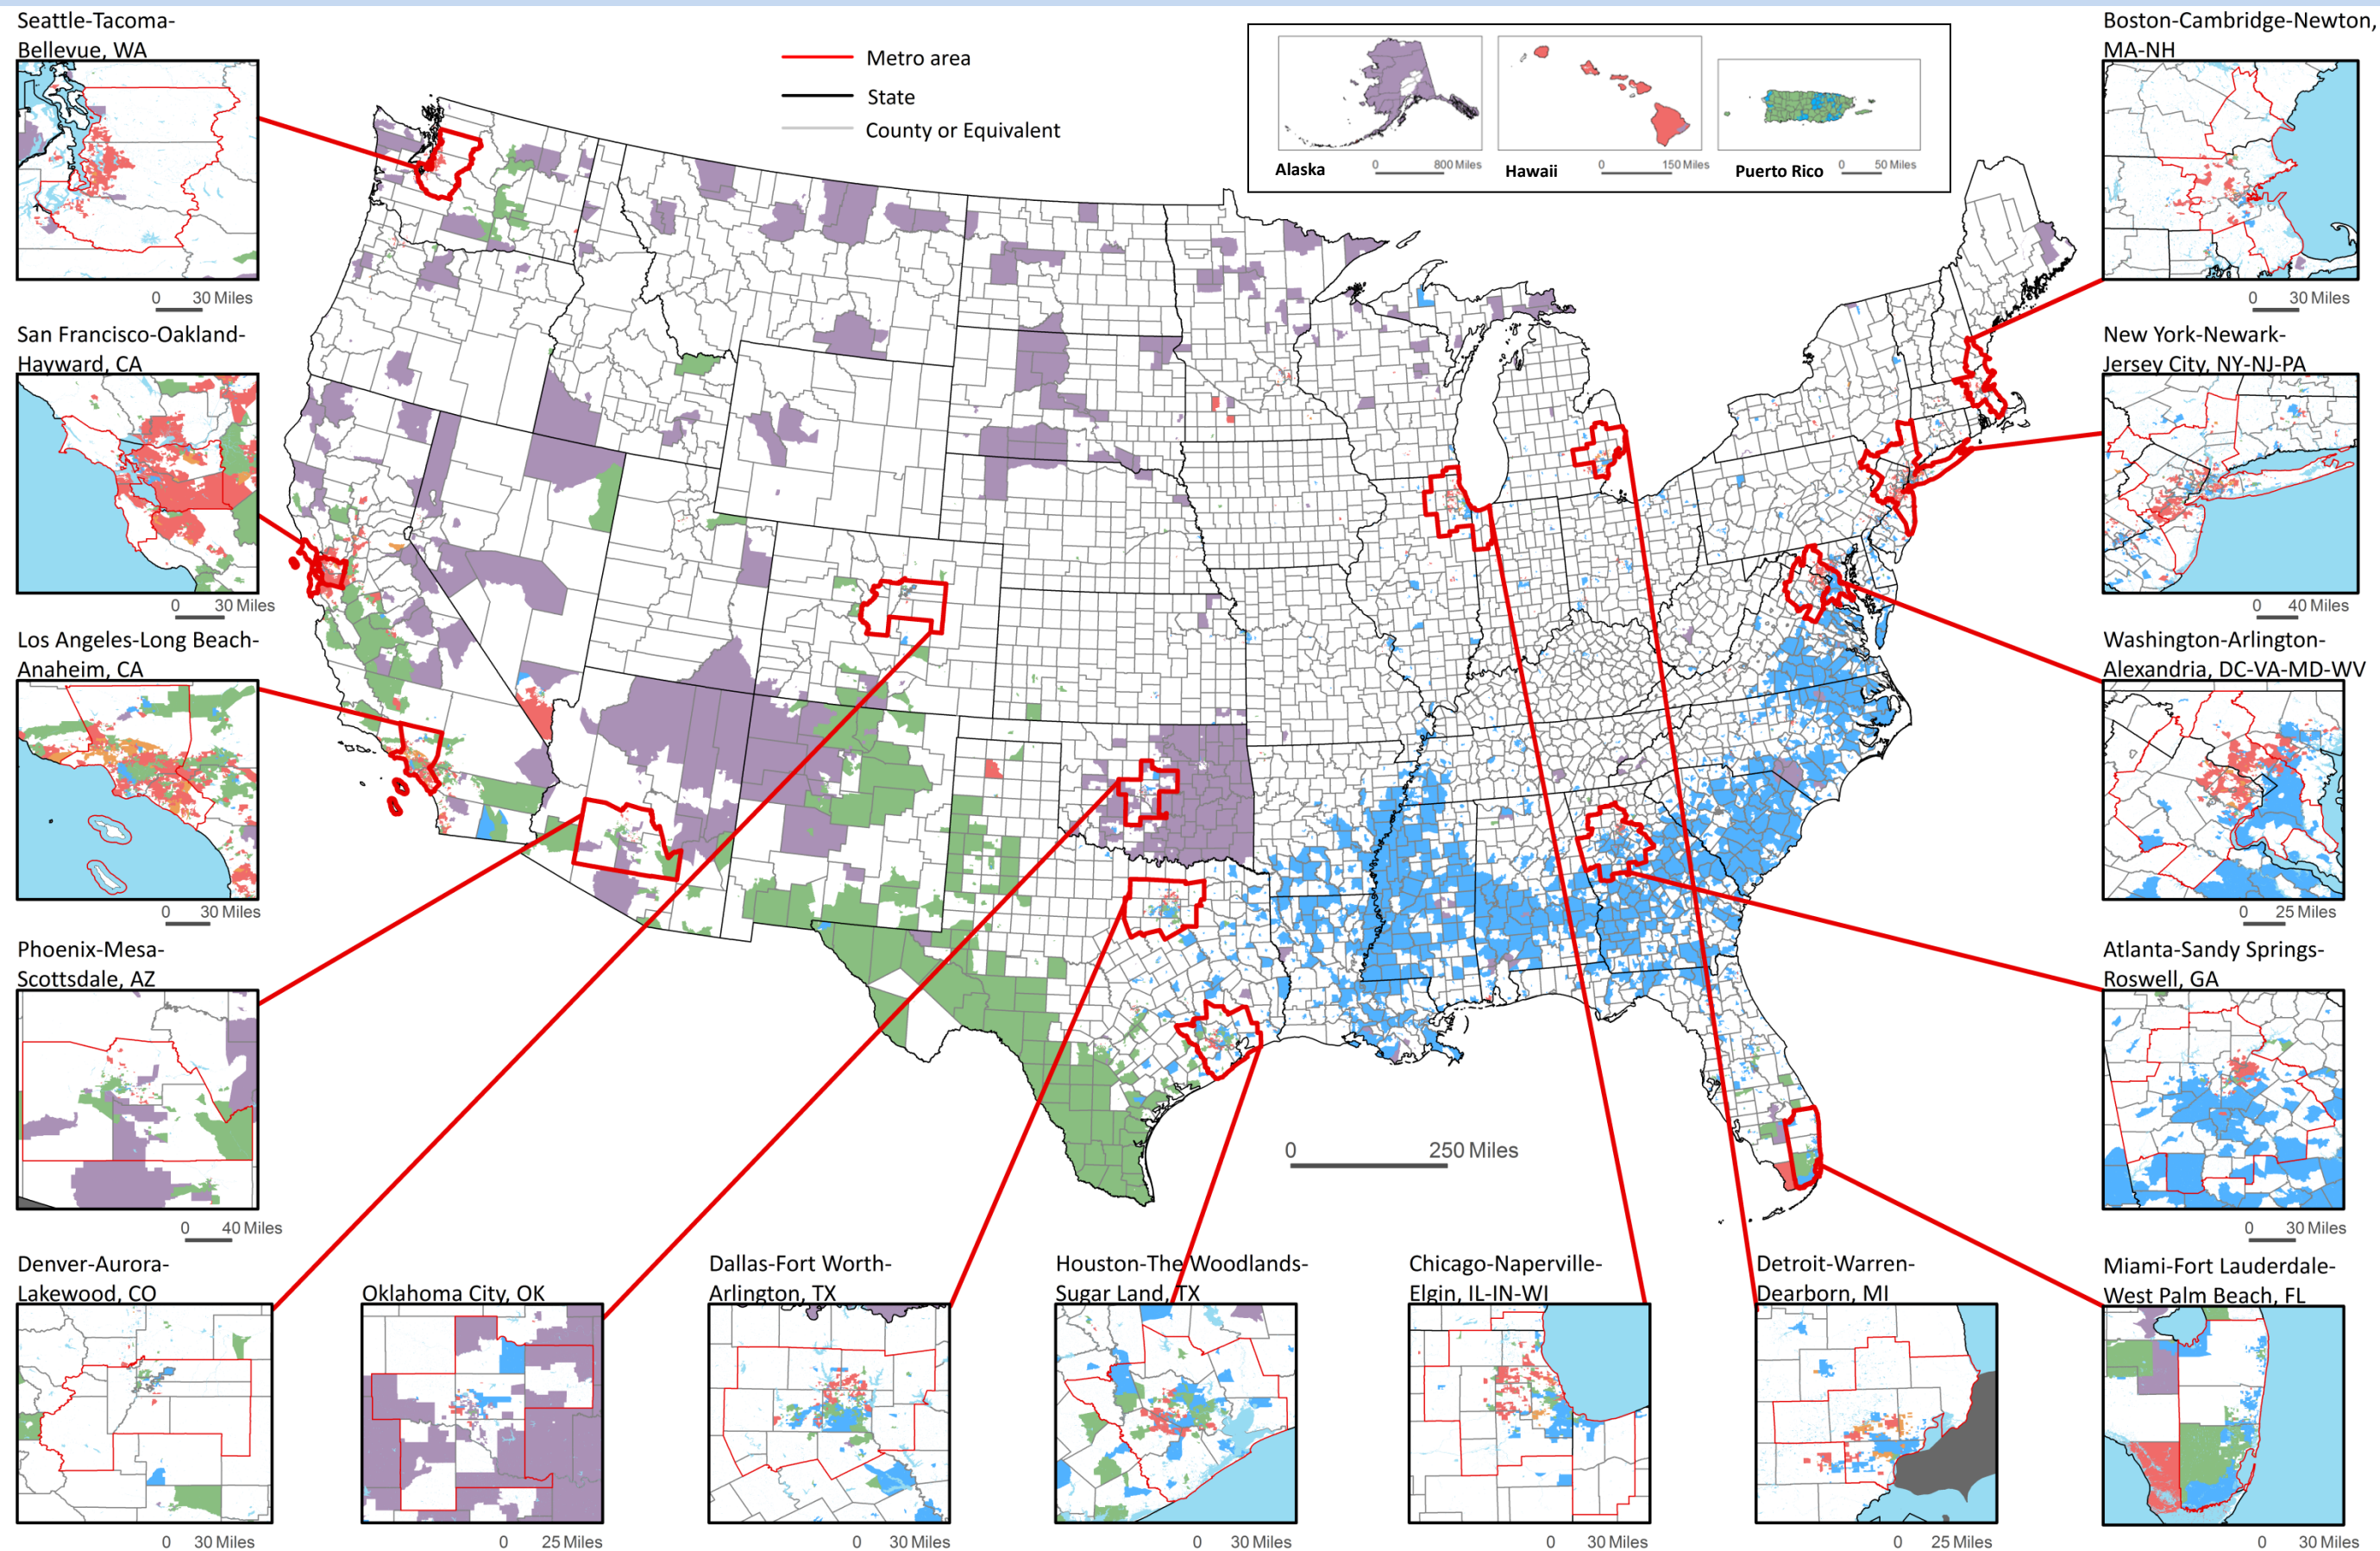 Seattle-Tacoma-
Bellevue, WA
0 30 Miles
San Francisco-Oakland-
Hayward, CA
0 30 Miles
Los Angeles-Long Beach-
Anaheim, CA
0 30 Miles
Phoenix-Mesa-
Scottsdale, AZ
0 40 Miles
Denver-Aurora-
Lakewood, CO
0 30 Miles
Metro area
State
County or Equivalent
Alaska
0 800 Miles
Hawaii
0 150 Miles
Puerto Rico
0 50 Miles
0 250 Miles
Oklahoma City, OK
0 25 Miles
Dallas-Fort Worth-
Arlington, TX
0 30 Miles
Houston-The Woodlands-
Sugar Land, TX
0 30 Miles
Chicago-Naperville-
Elgin, IL-IN-WI
0 30 Miles
Detroit-Warren-
Dearborn, MI
0 25 Miles
Boston-Cambridge-Newton,
MA-NH
0 30 Miles
New York-Newark-
Jersey City, NY-NJ-PA
0 40 Miles
Washington-Arlington-
Alexandria, DC-VA-MD-WV
0 25 Miles
Atlanta-Sandy Springs-
Roswell, GA
0 30 Miles
Miami-Fort Lauderdale-
West Palm Beach, FL
0 30 Miles